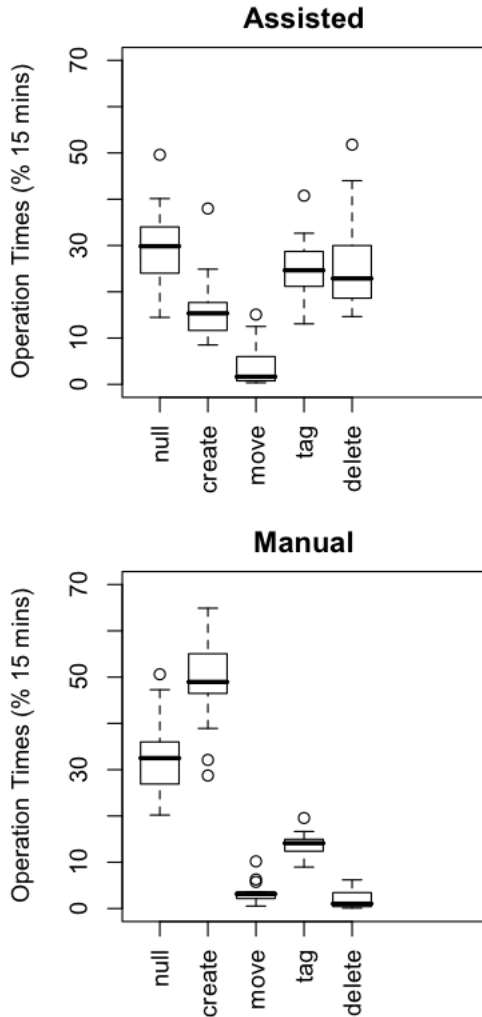 Assisted
Operation Times (% 15 mins)
70
50
30
10
0
null
create
move
tag
delete
Manual
Operation Times (% 15 mins)
70
50
30
10
0
null
create
move
tag
delete